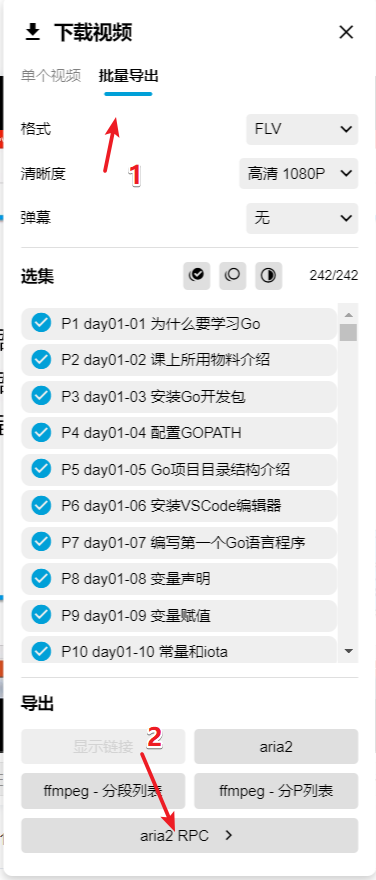 下载视频
单个视频 批量导出
1
格式 FLV
清晰度 高清 1080P
弹幕 无
选集 242/242
P1 day01-01 为什么要学习Go
P2 day01-02 课上所用物料介绍
P3 day01-03 安装Go开发包
P4 day01-04 配置GOPATH
P5 day01-05 Go项目目录结构介绍
P6 day01-06 安装VSCode编辑器
P7 day01-07 编写第一个Go语言程序
P8 day01-08 变量声明
P9 day01-09 变量赋值
P10 day01-10 常量和iota
导出
2
显示链接 aria2
ffmpeg - 分段列表 ffmpeg - 分P列表
aria2 RPC